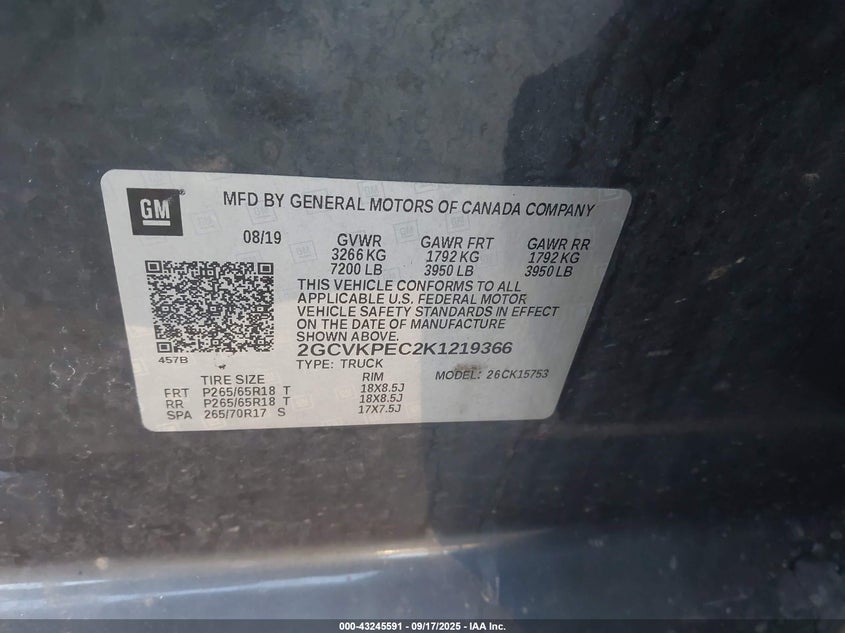 GM
MFD BY GENERAL MOTORS OF CANADA COMPANY
08/19 GVWR GAWR FRT GAWR RR
3266 KG 1792 KG 1792 KG
7200 LB 3950 LB 3950 LB
THIS VEHICLE CONFORMS TO ALL
APPLICABLE U.S. FEDERAL MOTOR
VEHICLE SAFETY STANDARDS IN EFFECT
ON THE DATE OF MANUFACTURE
SHOWN ABOVE.
457B 2GCVKPEC2K1219366
TYPE: TRUCK MODEL: 26CK15753
TIRE SIZE RIM
FRT P265/65R18 T 18X8.5J
RR P265/65R18 T 18X8.5J
SPA 265/70R17 S 17X7.5J
000-43245591 - 09/17/2025 - IAA Inc.